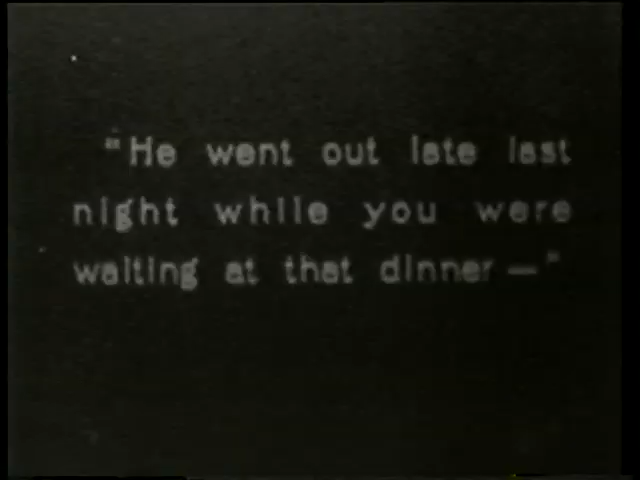 "He went out late last
night while you were
waiting at that dinner—"